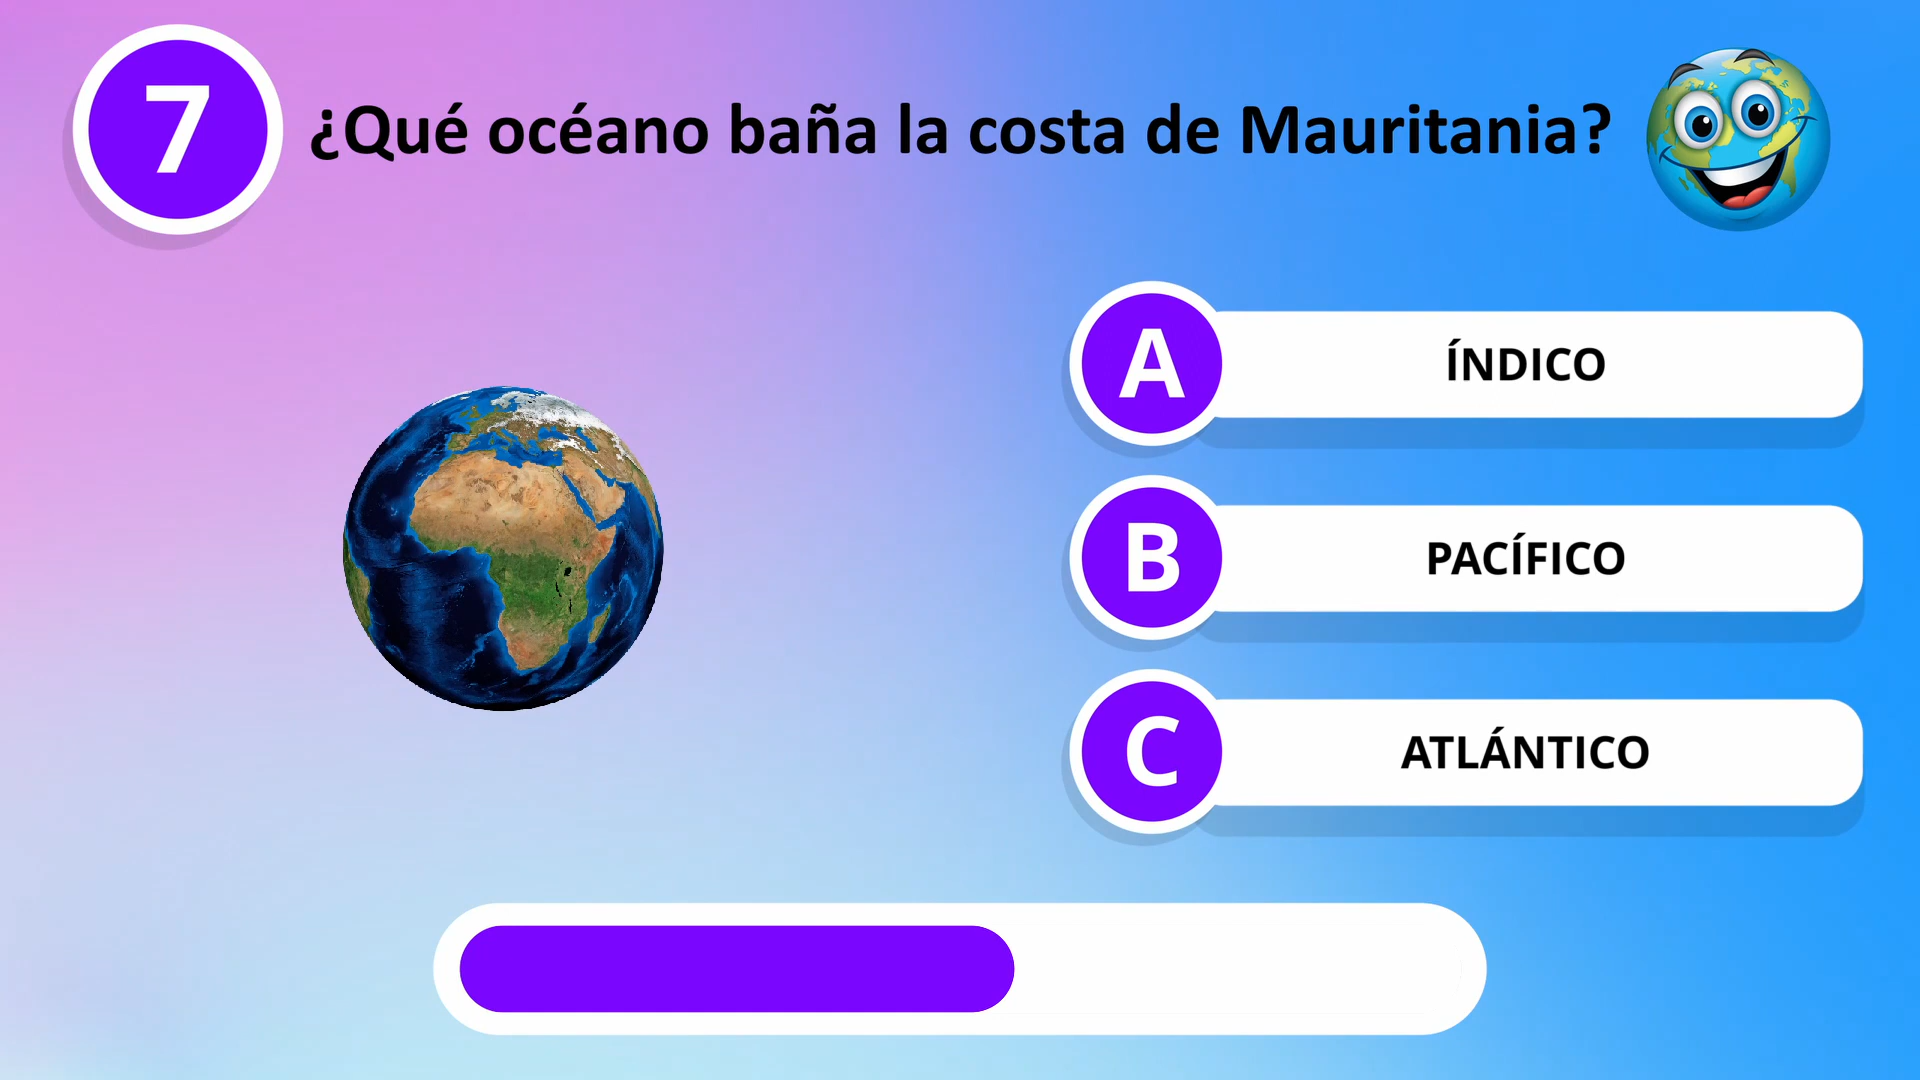 7
¿Qué océano baña la costa de Mauritania?
A
ÍNDICO
B
PACÍFICO
C
ATLÁNTICO